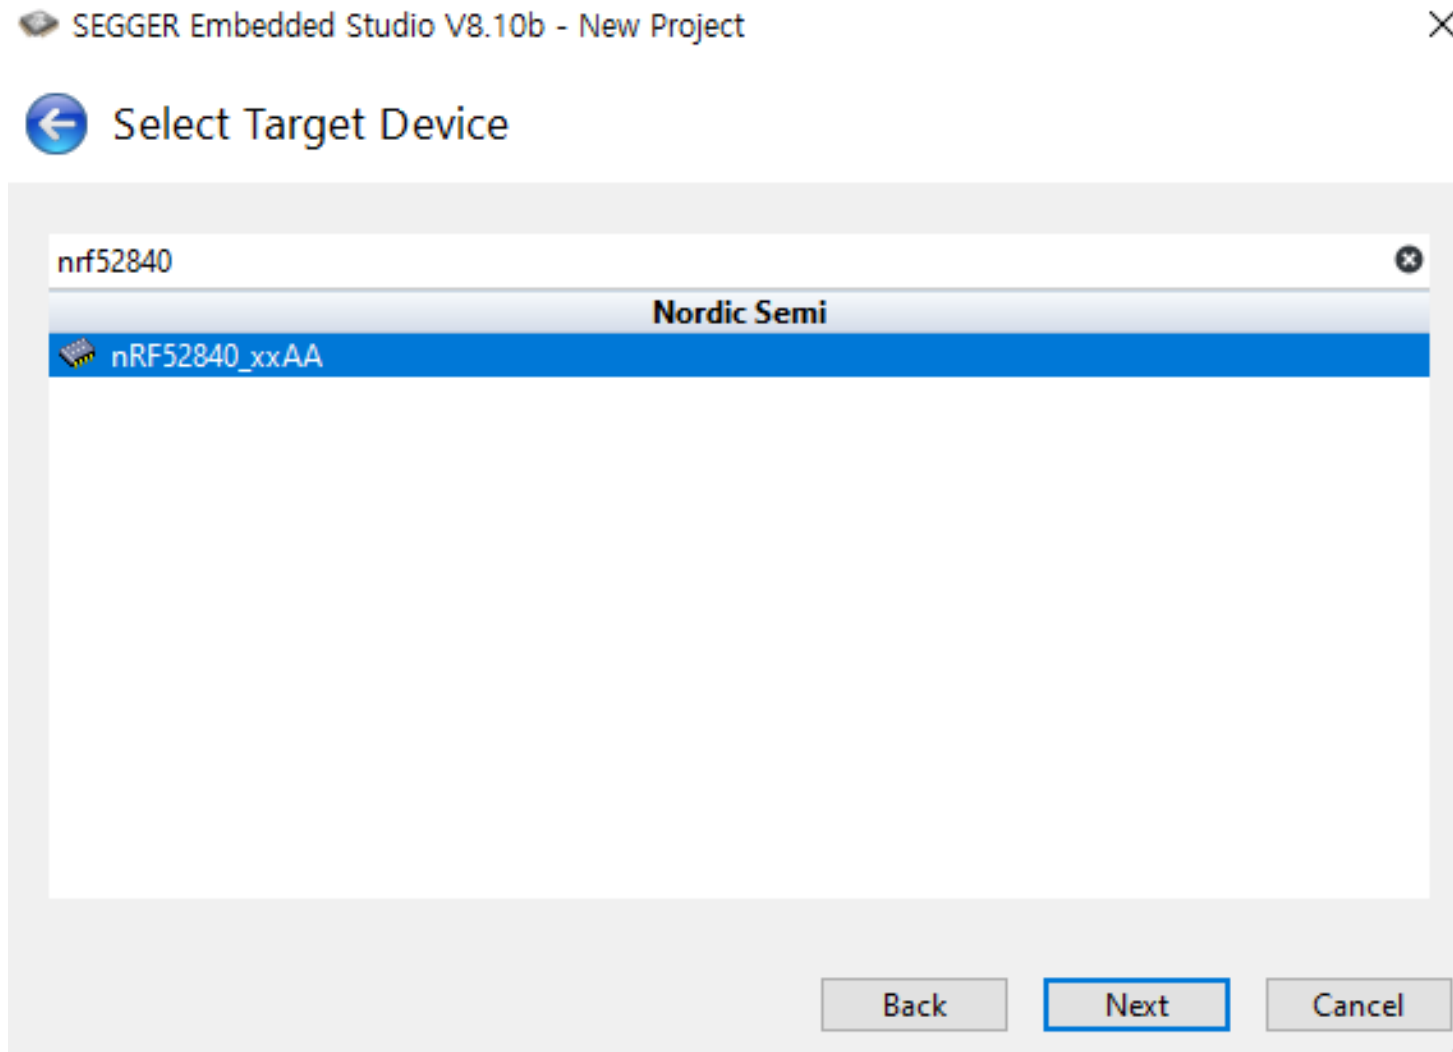 SEGGER Embedded Studio V8.10b - New Project
Select Target Device
nrf52840
Nordic Semi
nRF52840_xxAA
Back Next Cancel